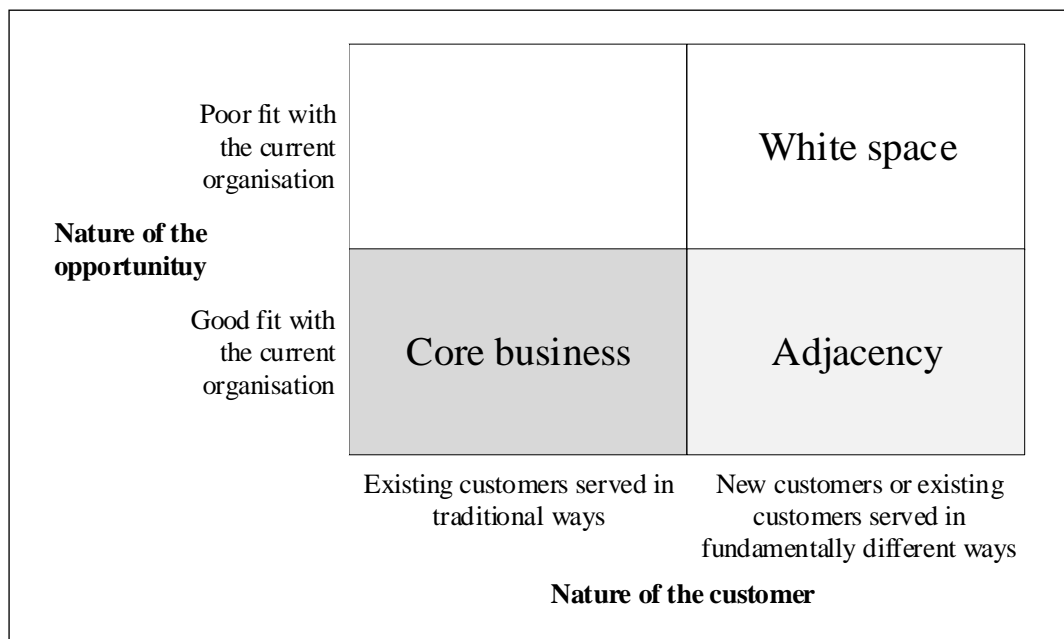 Poor fit with
the current
organisation
White space
Nature of the
opportunituy
Good fit with
the current
organisation
Core business
Adjacency
Existing customers served in
traditional ways
New customers or existing
customers served in
fundamentally different ways
Nature of the customer